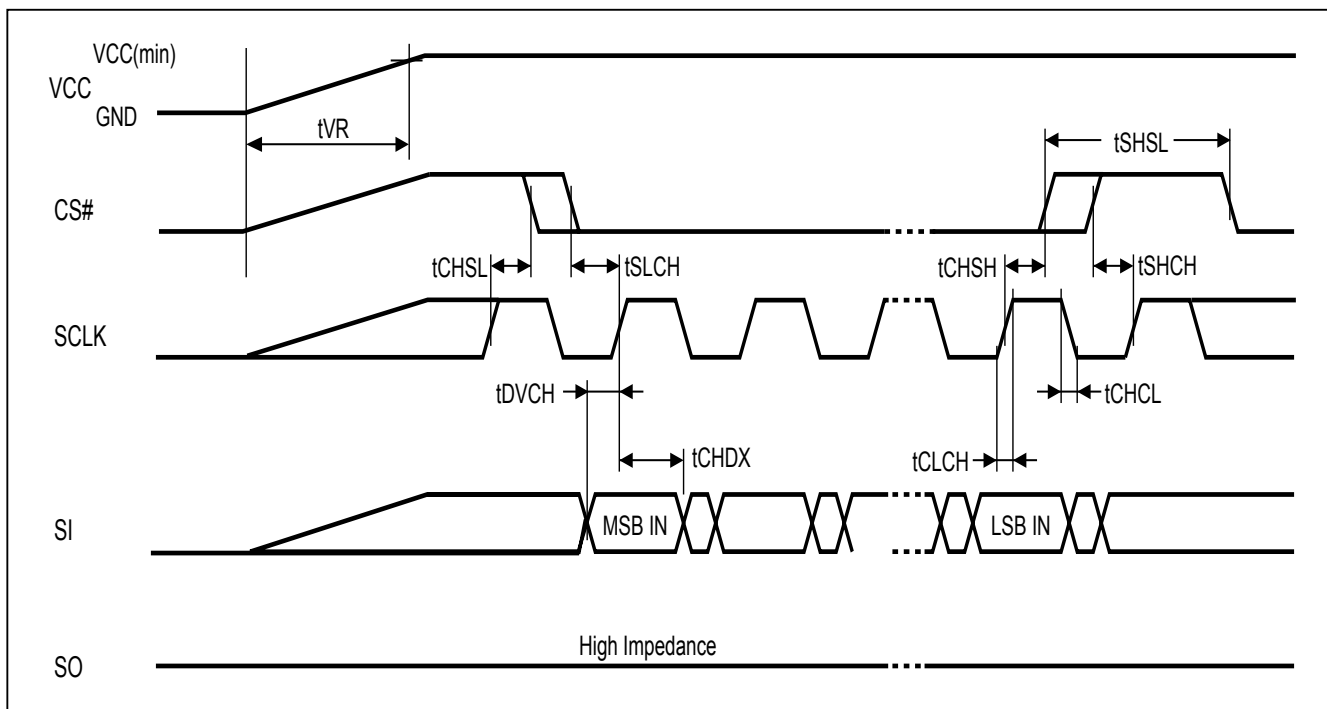 VCC(min)
VCC
GND
tVR
tSHSL
CS#
tCHSL
tSLCH
tCHSH
tSHCH
SCLK
tDVCH
tCHCL
tCHDX
tCLCH
SI
MSB IN
LSB IN
High Impedance
SO